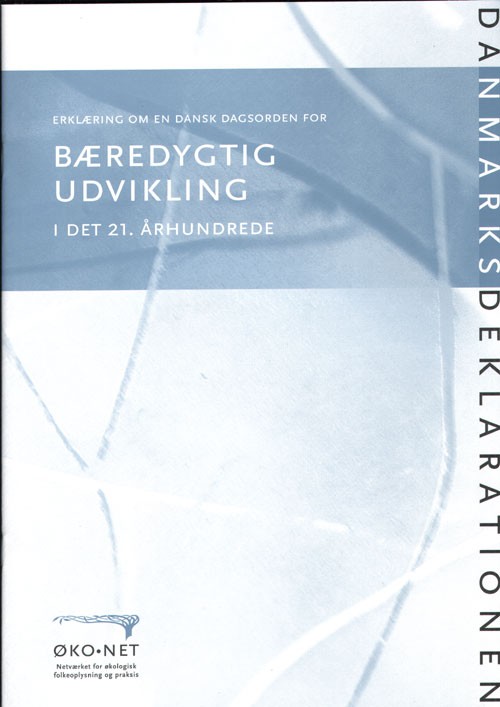 ERKLÆRING OM EN DANSK DAGSORDEN FOR
BÆREDYGTIG
UDVIKLING
I DET 21. ÅRHUNDREDE
DANMARKSDEKLARATIONEN
ØKO•NET
Netværket for økologisk
folkeoplysning og praksis